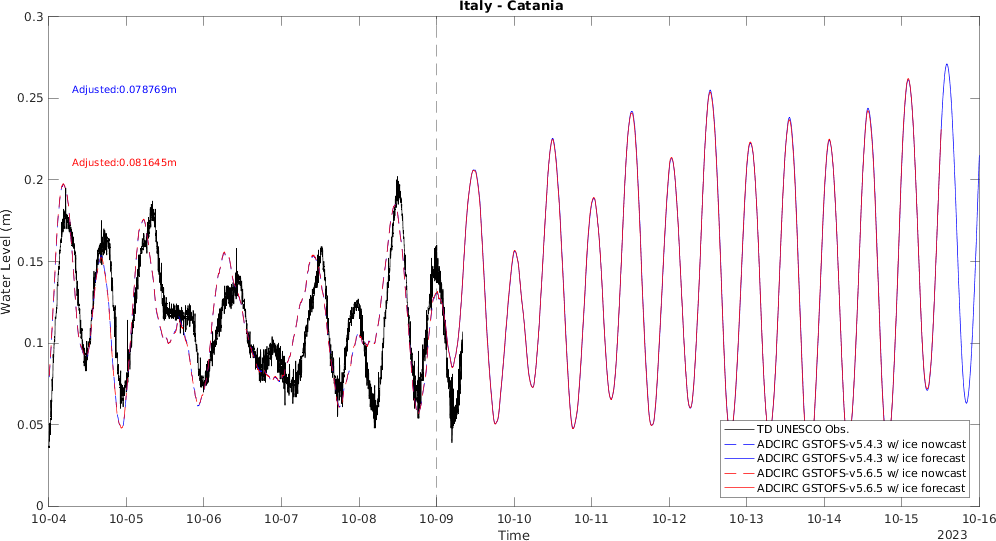 Italy - Catania
0.3
0.25
0.2
0.15
0.1
0.05
0
Water Level (m)
Adjusted:0.078769m
Adjusted:0.081645m
TD UNESCO Obs.
ADCIRC GSTOFS-v5.4.3 w/ ice nowcast
ADCIRC GSTOFS-v5.4.3 w/ ice forecast
ADCIRC GSTOFS-v5.6.5 w/ ice nowcast
ADCIRC GSTOFS-v5.6.5 w/ ice forecast
10-04 10-05 10-06 10-07 10-08 10-09 10-10 10-11 10-12 10-13 10-14 10-15 10-16
Time
2023